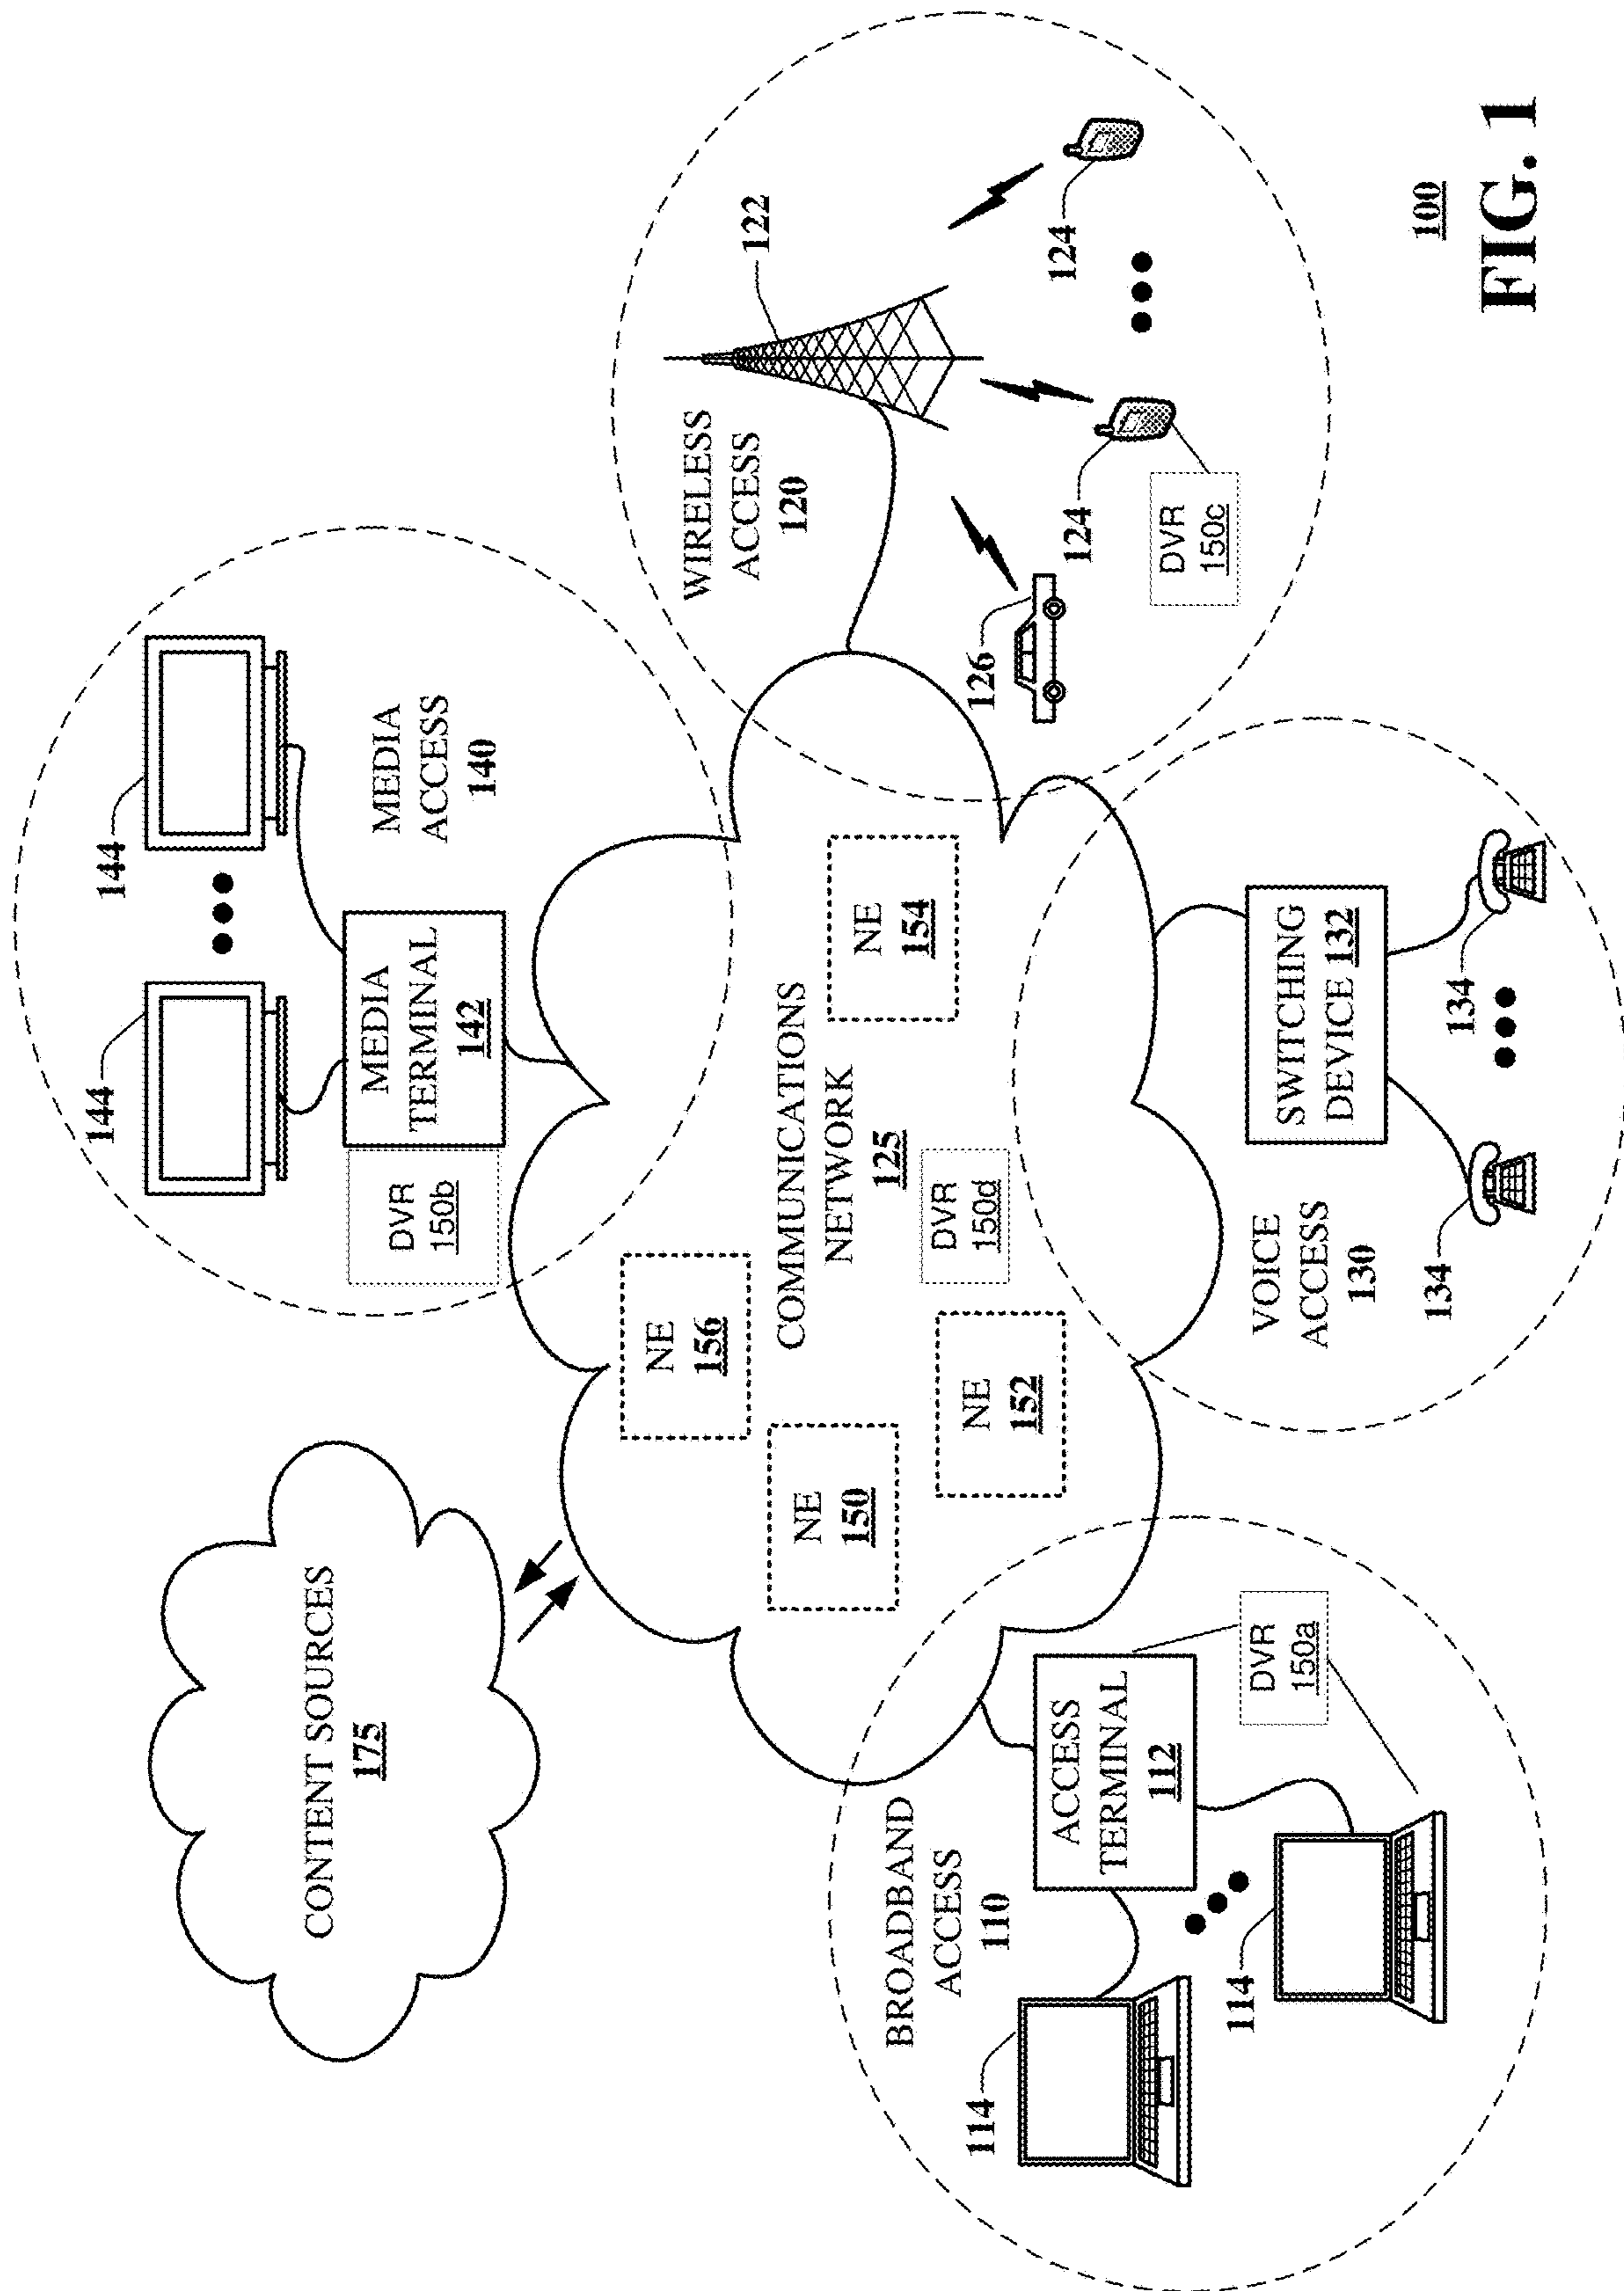 CONTENT SOURCES
175
144
144
MEDIA
TERMINAL
142
DVR
150b
MEDIA
ACCESS
140
WIRELESS
ACCESS
120
122
124
124
126
DVR
150c
NE
156
NE
150
NE
152
NE
154
COMMUNICATIONS
NETWORK
125
DVR
150d
BROADBAND
ACCESS
110
ACCESS
TERMINAL
112
DVR
150a
114
114
VOICE
ACCESS
130
SWITCHING
DEVICE 132
134
134
100
FIG. 1